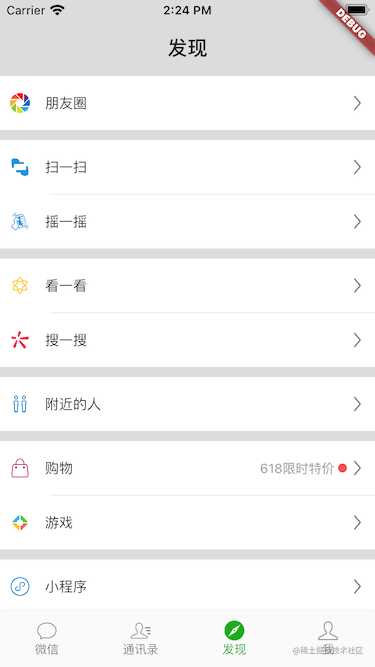 Carrier 2:24 PM
DEBUG
发现
朋友圈
扫一扫
摇一摇
看一看
搜一搜
附近的人
购物 618限时特价
游戏
小程序
微信 通讯录 发现 我
@稀土掘金技术社区